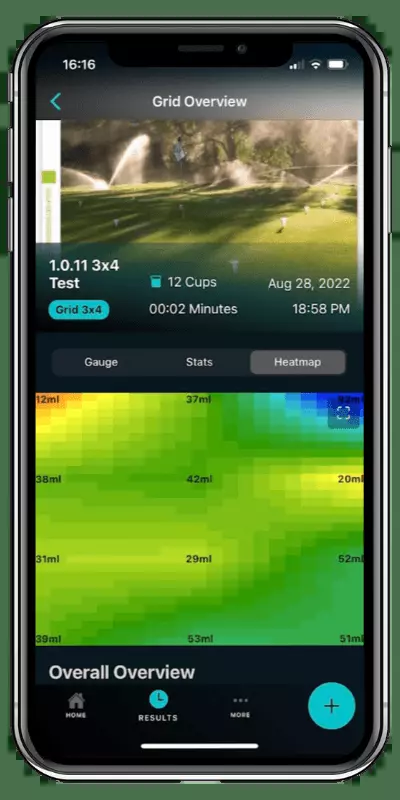 16:16
Grid Overview
1.0.11 3x4
Test
12 Cups
Aug 28, 2022
Grid 3x4
00:02 Minutes
18:58 PM
Gauge
Stats
Heatmap
12ml
37ml
38ml
42ml
20ml
31ml
29ml
52ml
39ml
53ml
51ml
Overall Overview
HOME
RESULTS
MORE